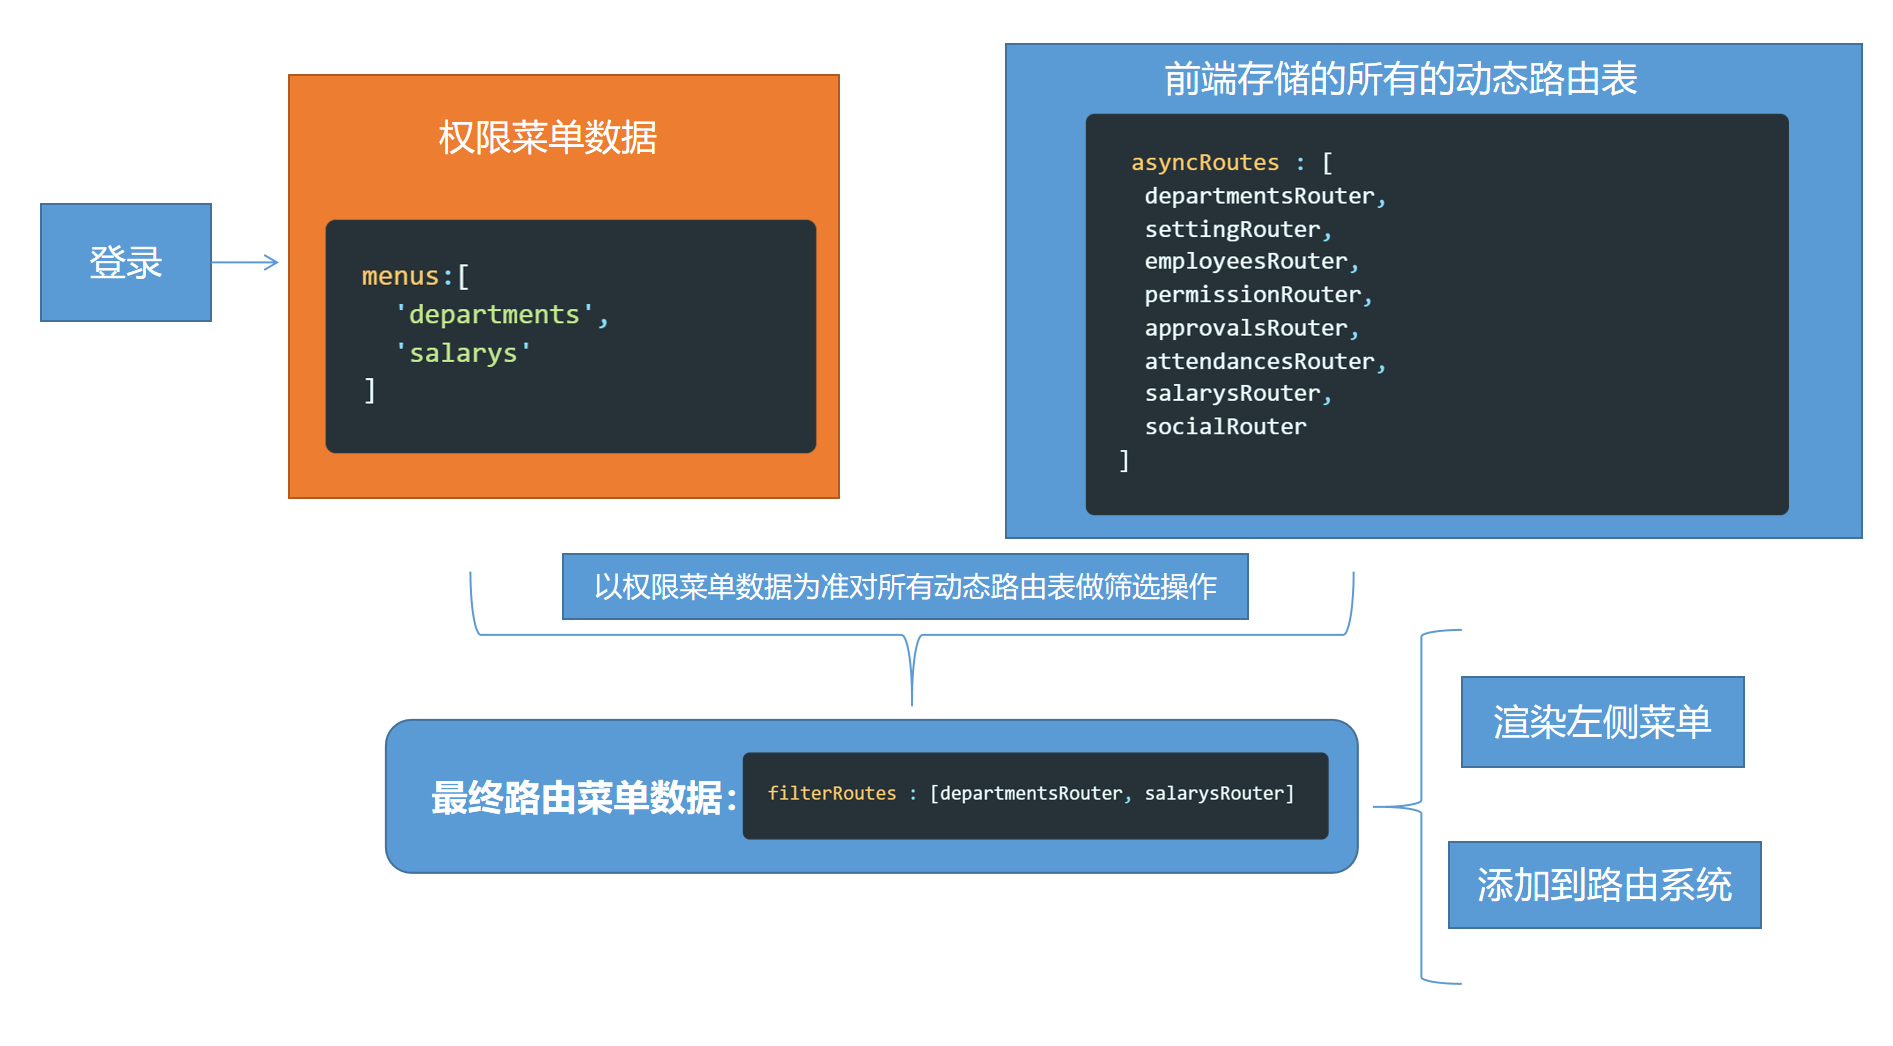 登录
权限菜单数据
menus:[
'departments',
'salarys'
]
前端存储的所有的动态路由表
asyncRoutes : [
departmentsRouter,
settingRouter,
employeesRouter,
permissionRouter,
approvalsRouter,
attendancesRouter,
salarysRouter,
socialRouter
]
以权限菜单数据为准对所有动态路由表做筛选操作
最终路由菜单数据：
filterRoutes : [departmentsRouter, salarysRouter]
渲染左侧菜单
添加到路由系统